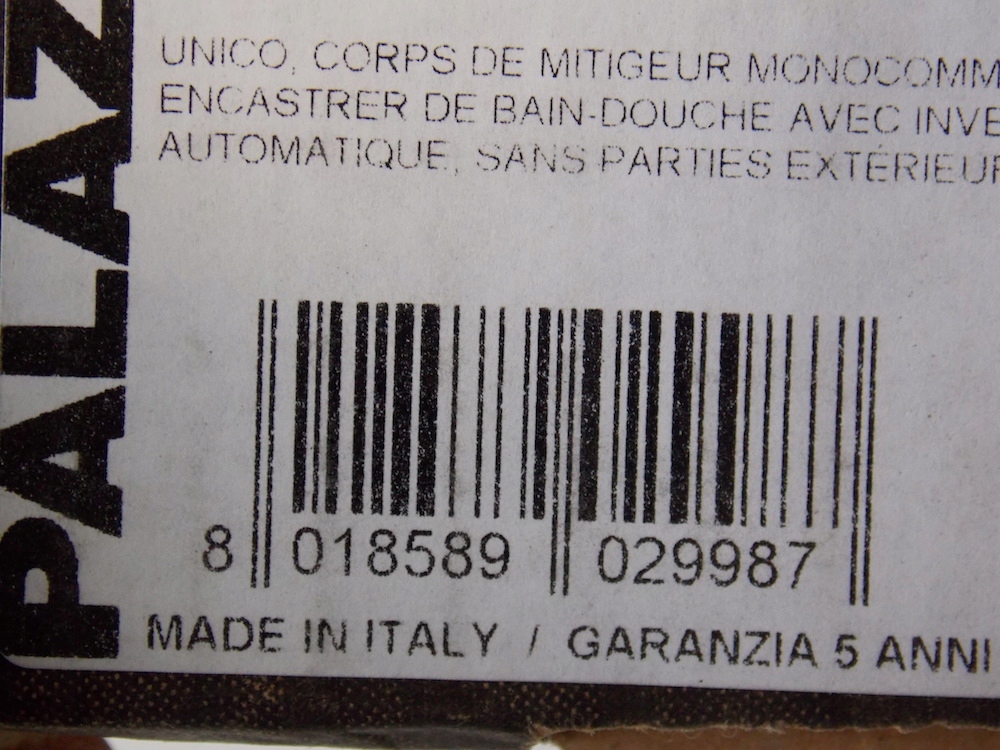 PALAZ
UNICO, CORPS DE MITIGEUR MONOCOMM
ENCASTRER DE BAIN-DOUCHE AVEC INVE
AUTOMATIQUE, SANS PARTIES EXTÉRIEUR
8 018589 029987
MADE IN ITALY / GARANZIA 5 ANNI